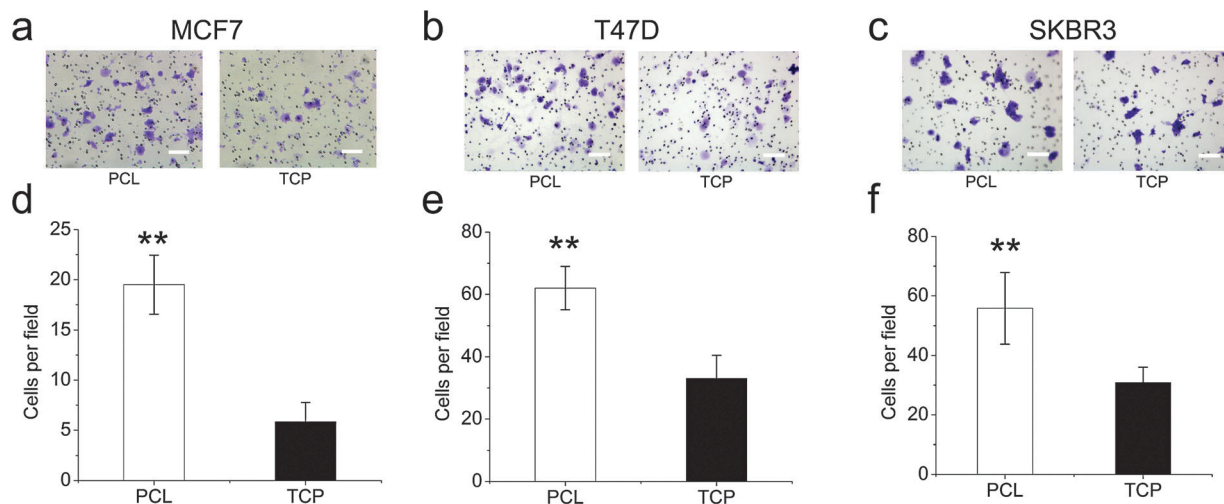 a MCF7
PCL TCP
b T47D
PCL TCP
c SKBR3
PCL TCP
d
Cells per field
25
20
15
10
5
0
**
PCL TCP
e
Cells per field
80
60
40
20
0
**
PCL TCP
f
Cells per field
80
60
40
20
0
**
PCL TCP